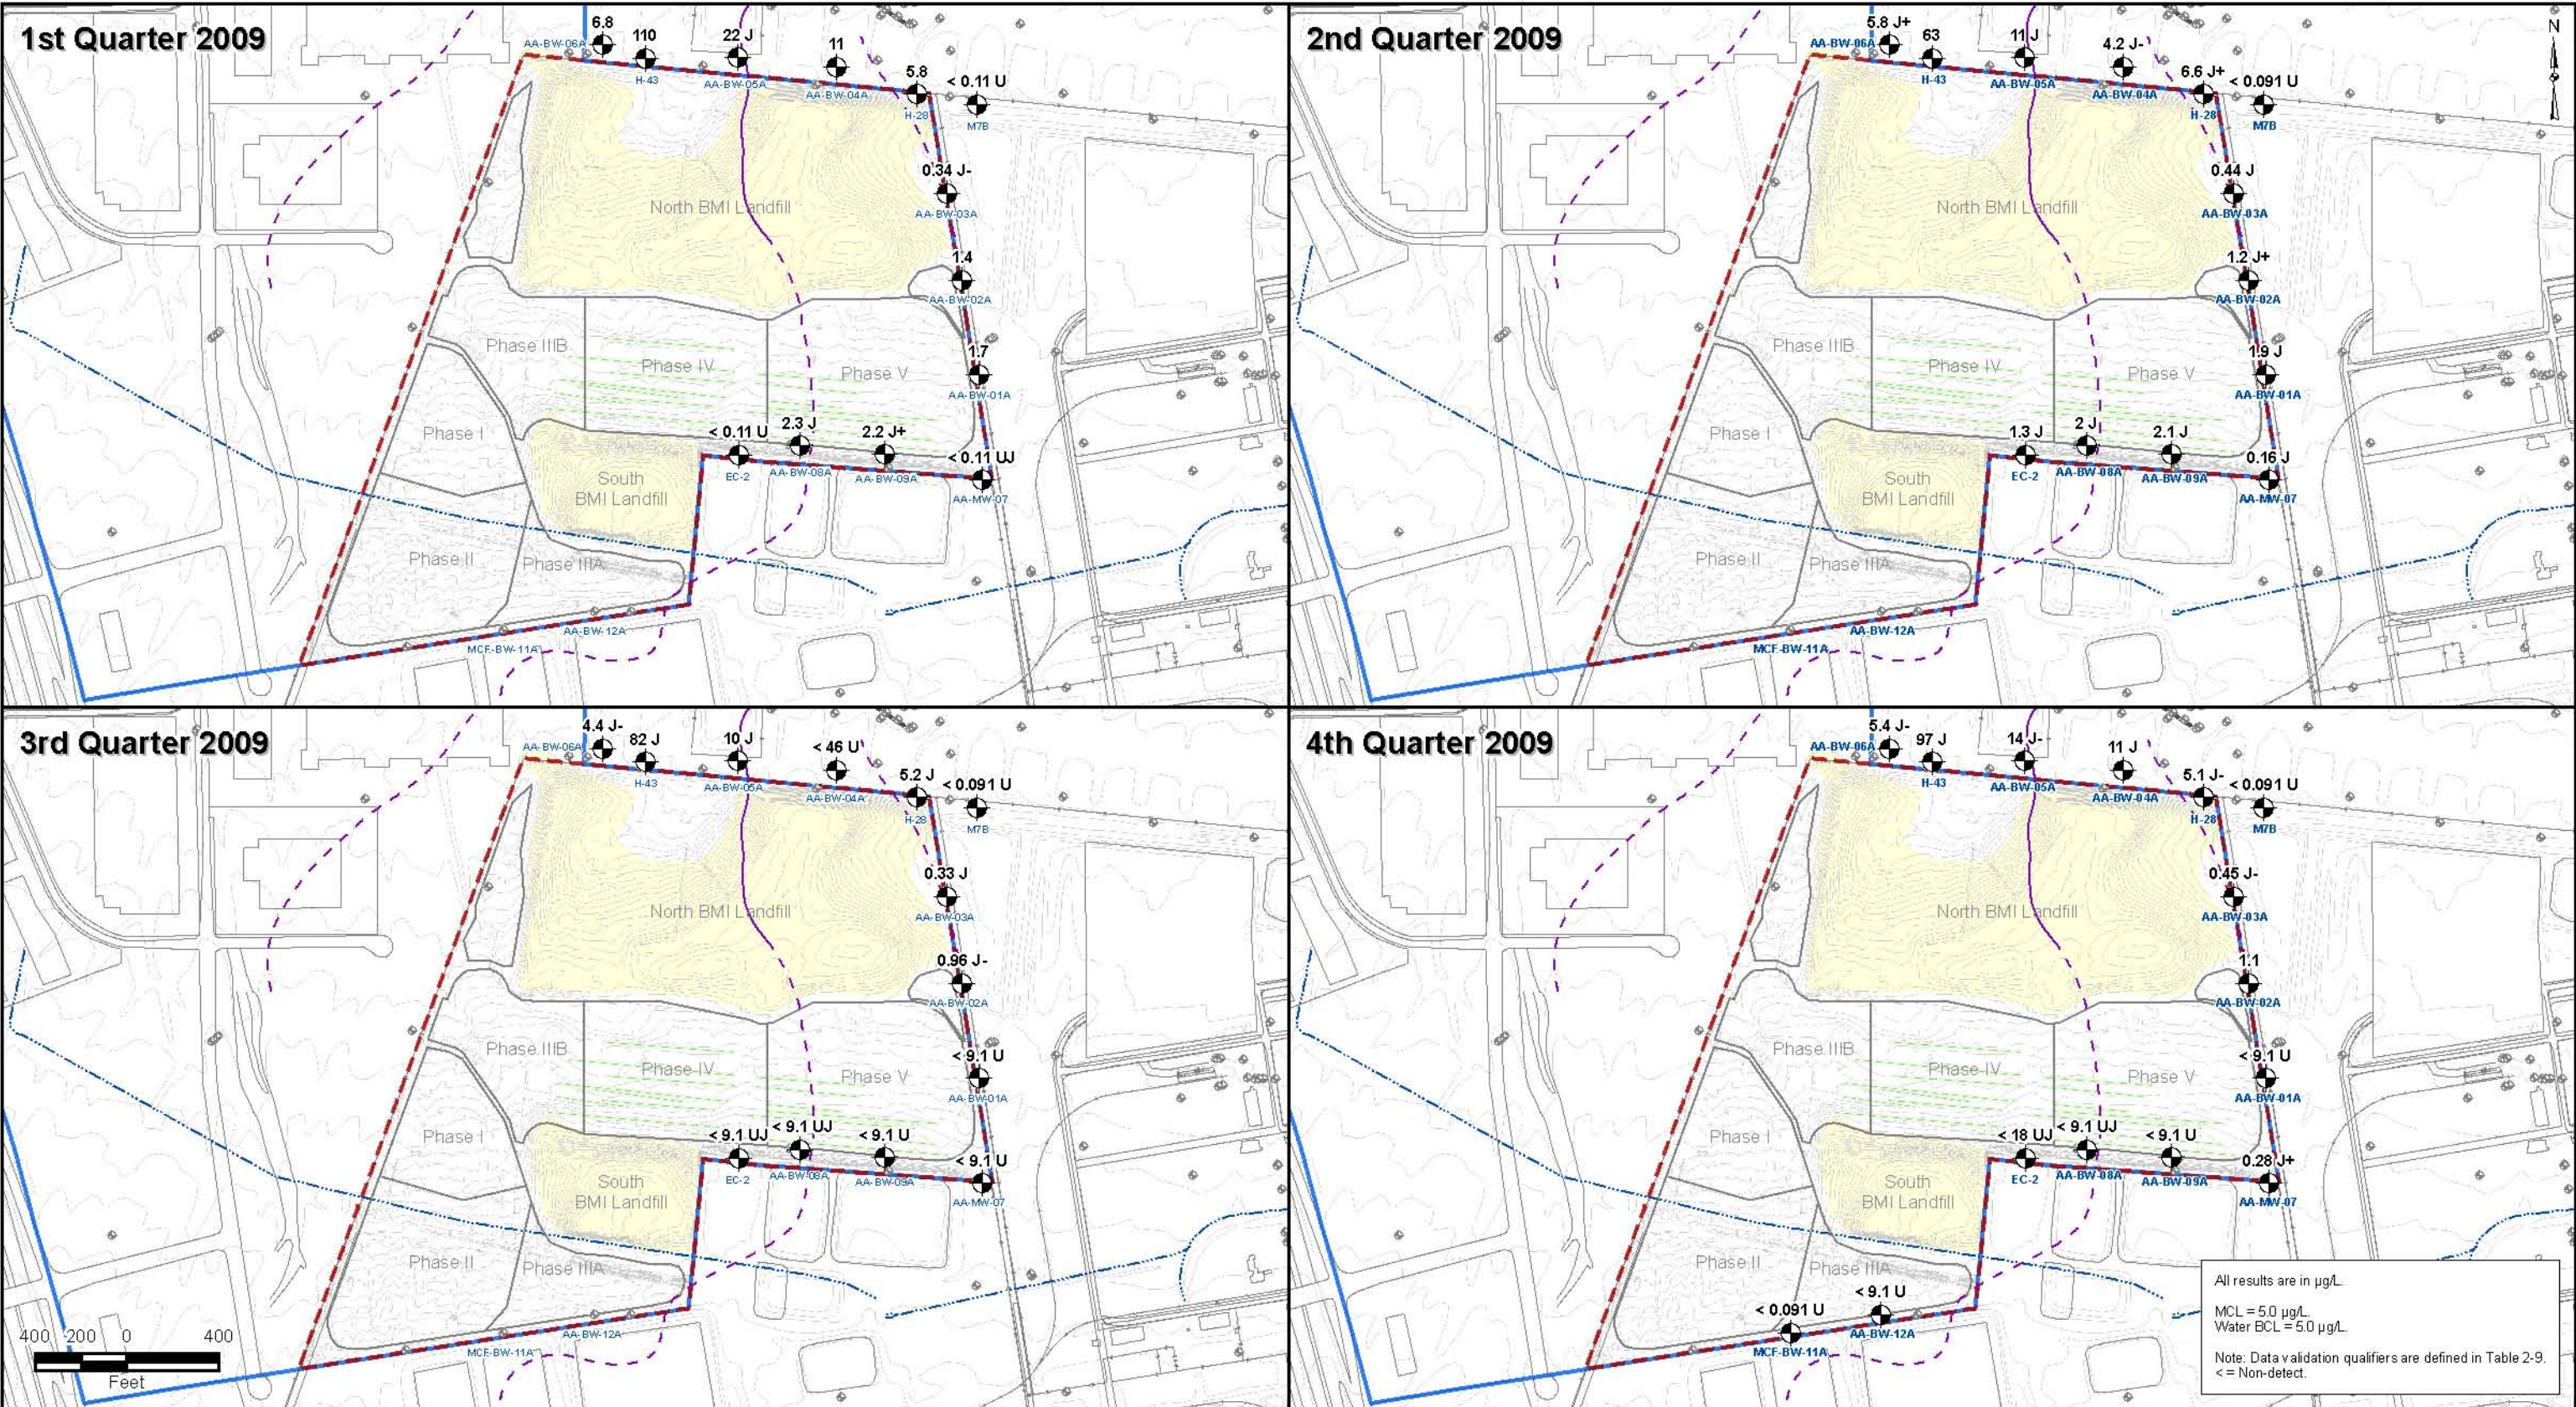 1st Quarter 2009
6.8
110
22 J
11
5.8
< 0.11 U
AA-BW-06A
H-43
AA-BW-05A
AA-BW-04A
H-28
M7B
0.34 J-
AA-BW-03A
North BMI Landfill
1.4
AA-BW-02A
Phase IIIB
Phase IV
Phase V
1.7
AA-BW-01A
Phase I
< 0.11 U
2.3 J
2.2 J+
< 0.11 UJ
EC-2
AA-BW-08A
AA-BW-09A
AA-MW-07
South
BMI Landfill
Phase II
Phase IIIA
AA-BW-12A
MCF-BW-11A
2nd Quarter 2009
N
5.8 J+
63
11 J
4.2 J-
6.6 J+
< 0.091 U
AA-BW-06A
H-43
AA-BW-05A
AA-BW-04A
H-28
M7B
0.44 J
AA-BW-03A
North BMI Landfill
1.2 J+
AA-BW-02A
Phase IIIB
Phase IV
Phase V
1.9 J
AA-BW-01A
Phase I
1.3 J
2 J
2.1 J
0.16 J
EC-2
AA-BW-08A
AA-BW-09A
AA-MW-07
South
BMI Landfill
Phase II
Phase IIIA
AA-BW-12A
MCF-BW-11A
3rd Quarter 2009
4.4 J-
82 J
10 J
< 46 U
5.2 J
< 0.091 U
AA-BW-06A
H-43
AA-BW-05A
AA-BW-04A
H-28
M7B
0.33 J
AA-BW-03A
North BMI Landfill
0.96 J-
AA-BW-02A
Phase IIIB
Phase IV
Phase V
< 9.1 U
AA-BW-01A
Phase I
< 9.1 UJ
< 9.1 UJ
< 9.1 U
< 9.1 U
EC-2
AA-BW-08A
AA-BW-09A
AA-MW-07
South
BMI Landfill
Phase II
Phase IIIA
AA-BW-12A
MCF-BW-11A
400 200 0 400
Feet
4th Quarter 2009
5.4 J-
97 J
14 J-
11 J
5.1 J-
< 0.091 U
AA-BW-06A
H-43
AA-BW-05A
AA-BW-04A
H-28
M7B
0.45 J-
AA-BW-03A
North BMI Landfill
1.1
AA-BW-02A
Phase IIIB
Phase IV
Phase V
< 9.1 U
AA-BW-01A
Phase I
< 18 UJ
< 9.1 UJ
< 9.1 U
0.28 J+
EC-2
AA-BW-08A
AA-BW-09A
AA-MW-07
South
BMI Landfill
Phase II
Phase IIIA
< 0.091 U
< 9.1 U
AA-BW-12A
MCF-BW-11A
All results are in µg/L.
MCL = 5.0 µg/L.
Water BCL = 5.0 µg/L.
Note: Data validation qualifiers are defined in Table 2-9.
< = Non-detect.